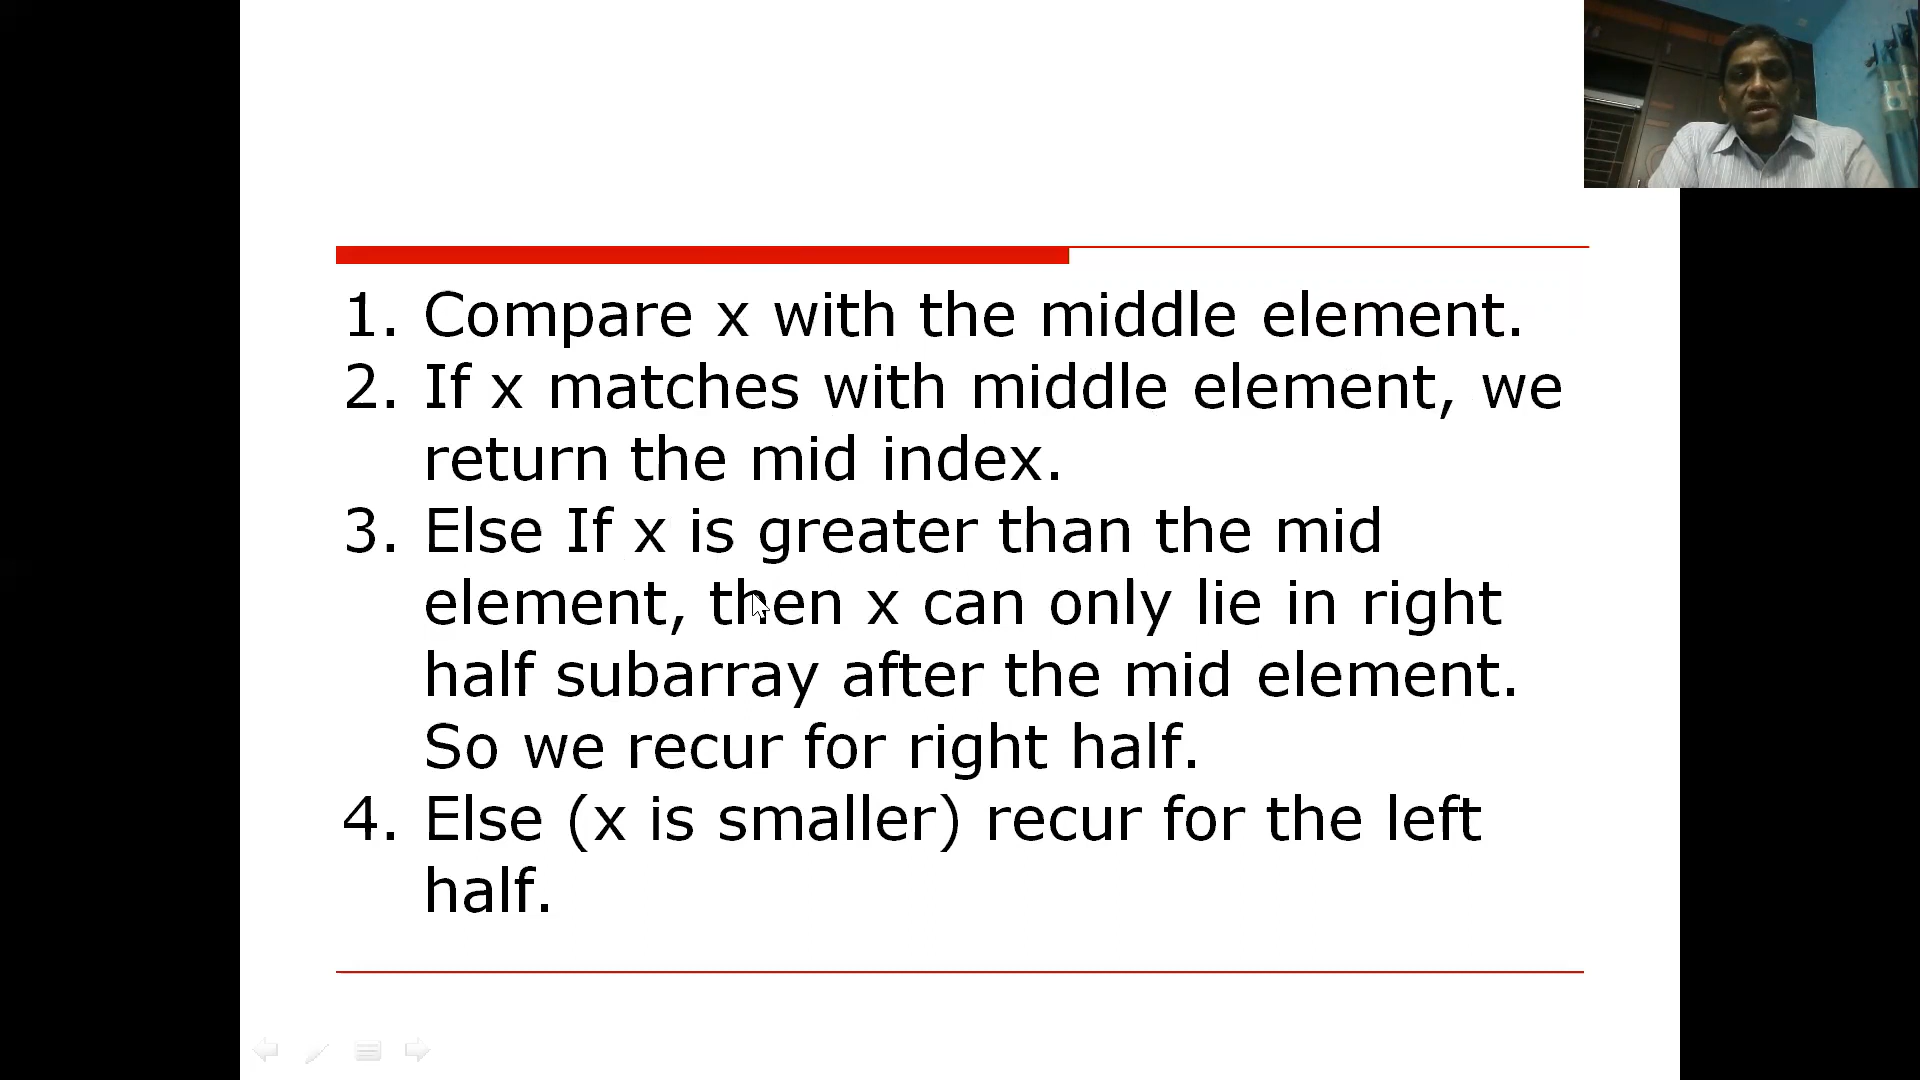 1. Compare x with the middle element.
2. If x matches with middle element, we
return the mid index.
3. Else If x is greater than the mid
element, then x can only lie in right
half subarray after the mid element.
So we recur for right half.
4. Else (x is smaller) recur for the left
half.